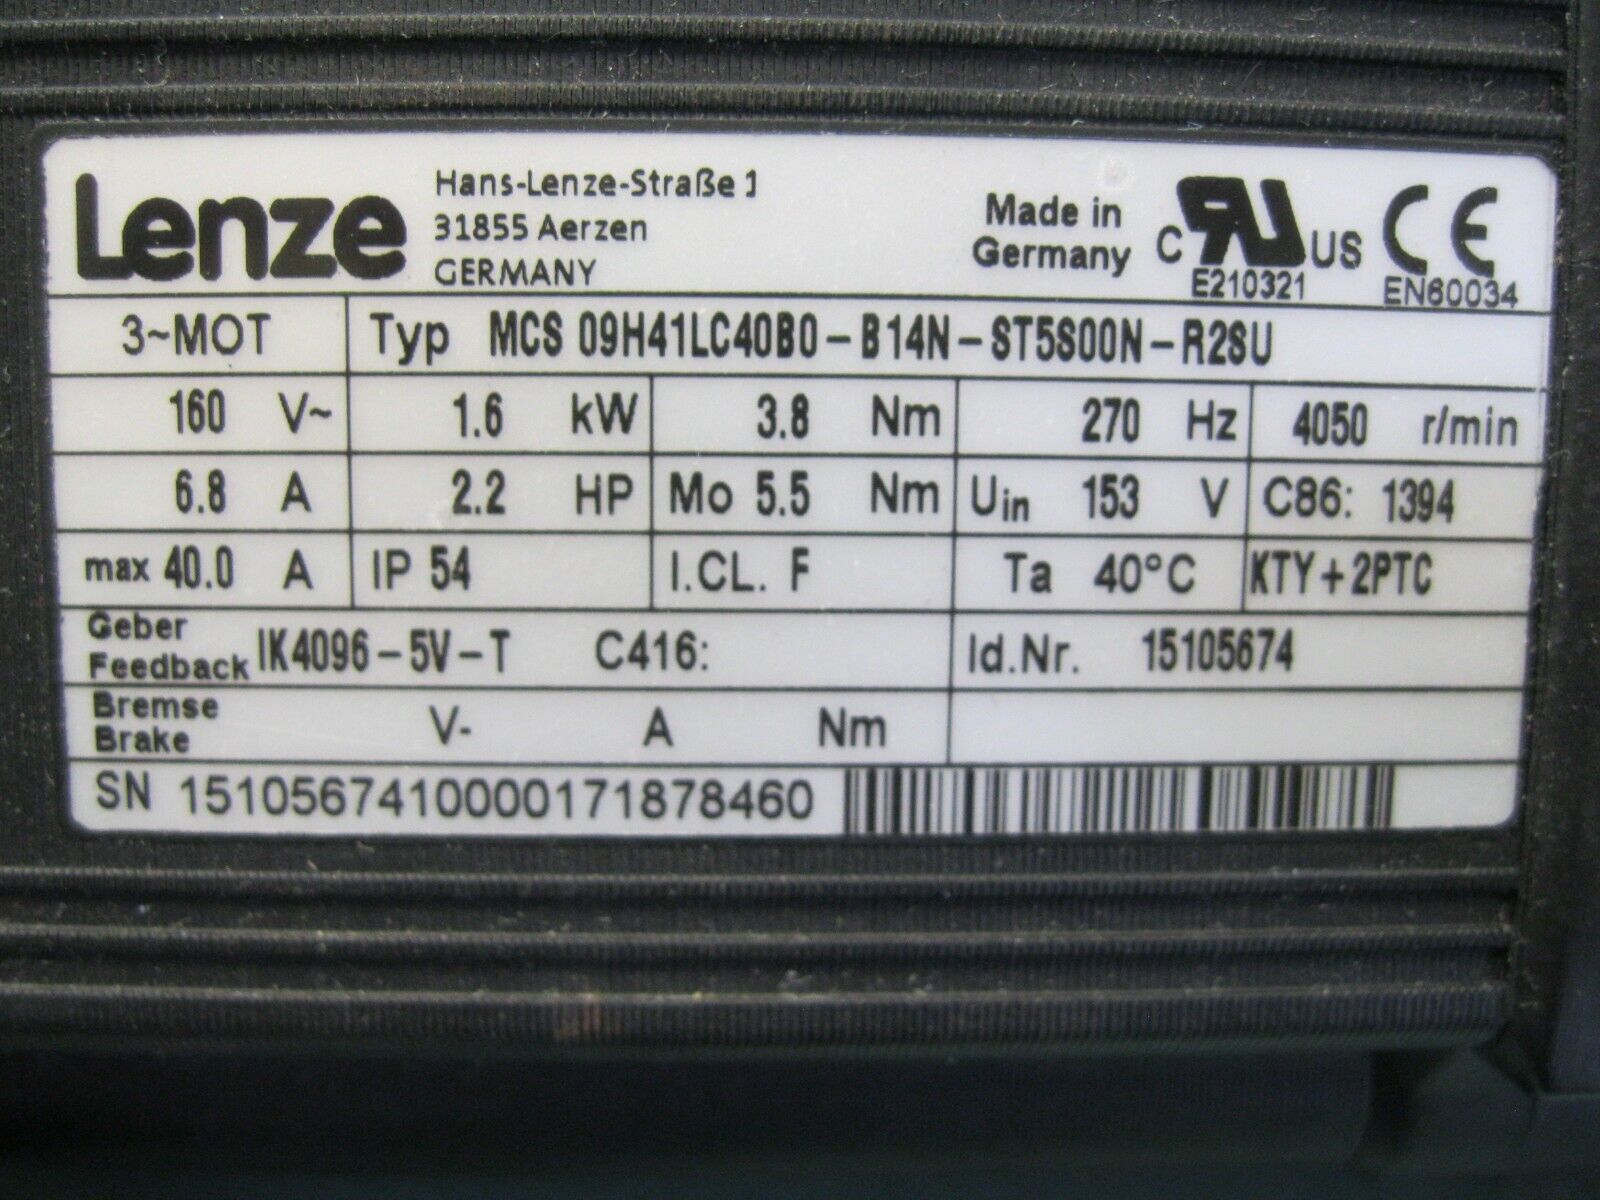 Lenze
Hans-Lenze-Straße 1
31855 Aerzen
GERMANY
Made in
Germany
C RU US
E210321
CE
EN60034
3~MOT Typ MCS 09H41LC40B0-B14N-ST5S00N-R2SU
160 V~ 1.6 kW 3.8 Nm 270 Hz 4050 r/min
6.8 A 2.2 HP Mo 5.5 Nm Uin 153 V C86: 1394
max 40.0 A IP 54 I.CL. F Ta 40°C KTY+2PTC
Geber
Feedback IK4096-5V-T C416: Id.Nr. 15105674
Bremse
Brake V- A Nm
SN 1510567410000171878460